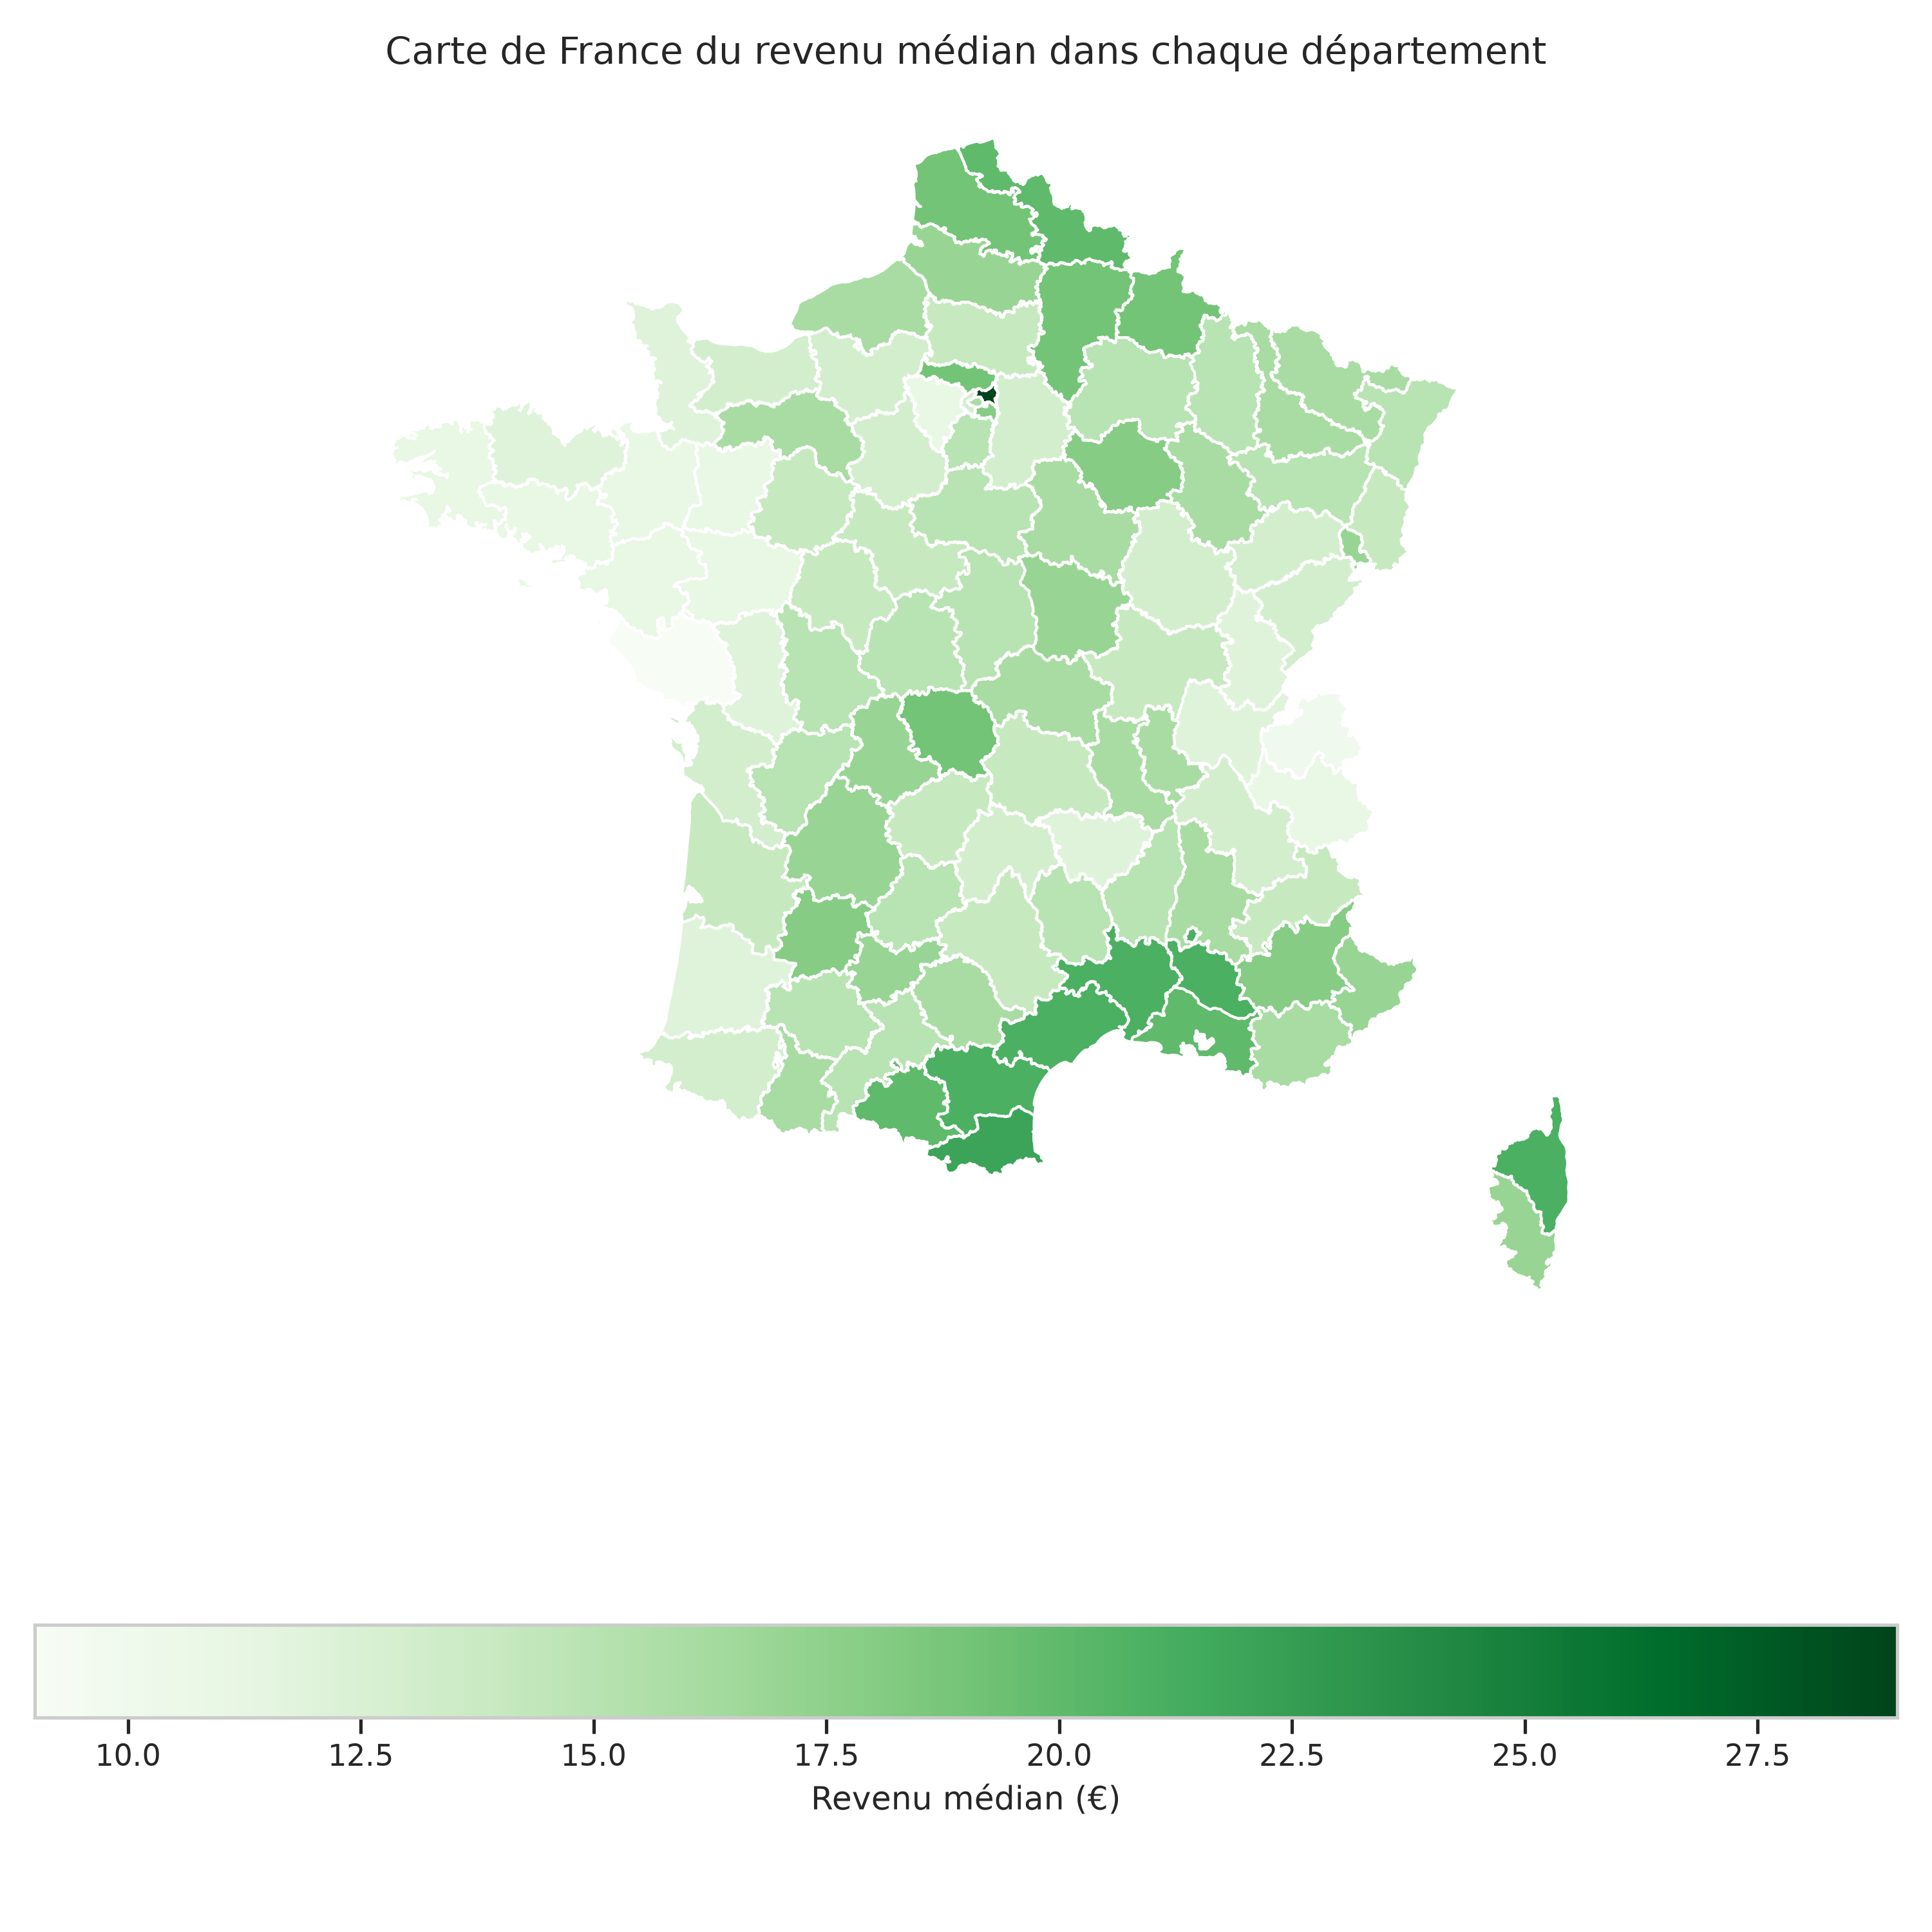 Carte de France du revenu médian dans chaque département
10.0 12.5 15.0 17.5 20.0 22.5 25.0 27.5
Revenu médian (€)